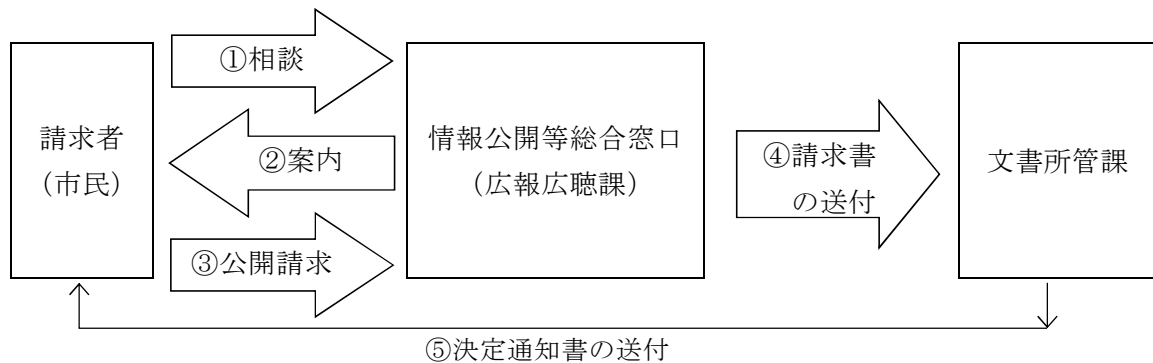 請求者
（市民）
①相談
②案内
③公開請求
情報公開等総合窓口
（広報広聴課）
④請求書
の送付
文書所管課
⑤決定通知書の送付